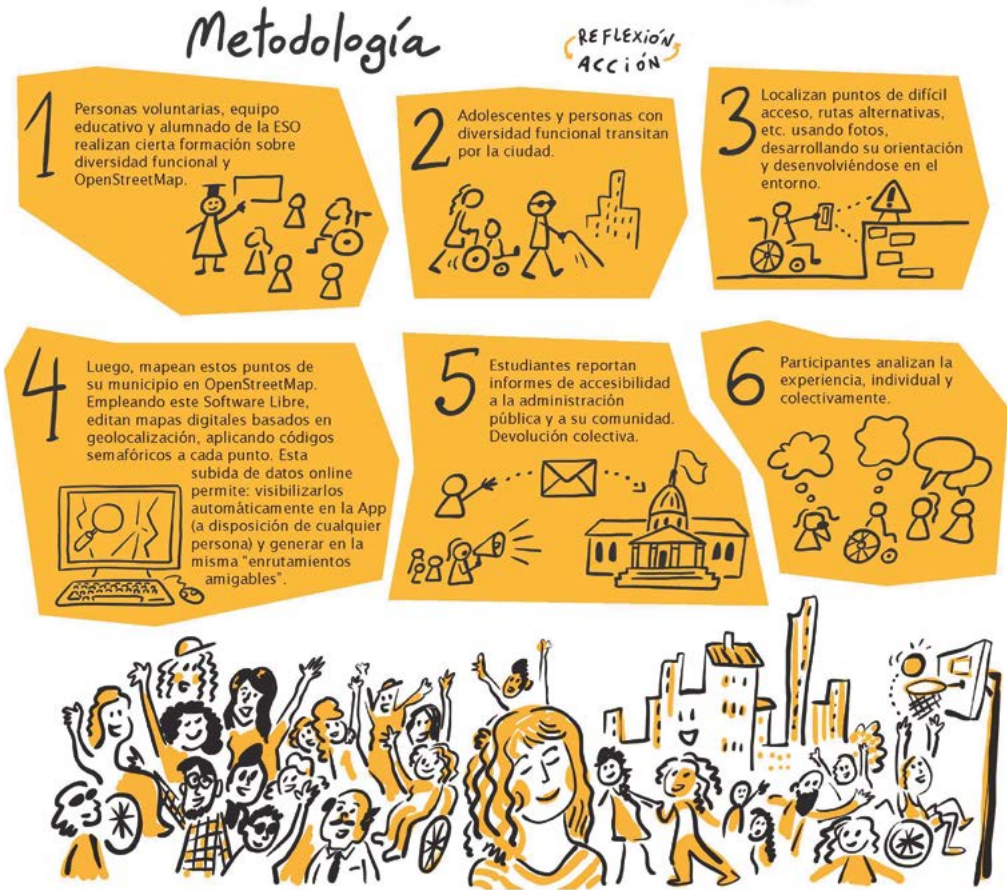 Metodología
REFLEXIÓN
ACCIÓN
1
Personas voluntarias, equipo
educativo y alumnado de la ESO
realizan cierta formación sobre
diversidad funcional y
OpenStreetMap.
2
Adolescentes y personas con
diversidad funcional transitan
por la ciudad.
3
Localizan puntos de difícil
acceso, rutas alternativas,
etc. usando fotos,
desarrollando su orientación
y desenvolviéndose en el
entorno.
4
Luego, mapean estos puntos de
su municipio en OpenStreetMap.
Empleando este Software Libre,
editan mapas digitales basados en
geolocalización, aplicando códigos
semafóricos a cada punto. Esta
subida de datos online
permite: visibilizarlos
automáticamente en la App
(a disposición de cualquier
persona) y generar en la
misma "enrutamientos
amigables".
5
Estudiantes reportan
informes de accesibilidad
a la administración
pública y a su comunidad.
Devolución colectiva.
6
Participantes analizan la
experiencia, individual y
colectivamente.